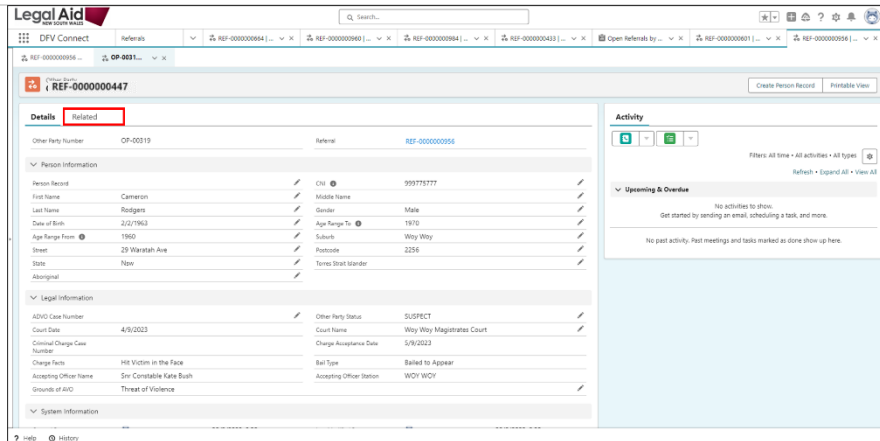 Legal Aid
NEW SOUTH WALES
Search...
DFV Connect
Referrals
REF-0000000664 | ...
REF-0000000960 | ...
REF-0000000984 | ...
REF-0000000433 | ...
Open Referrals by ...
REF-0000000601 | ...
REF-0000000956 | ...
REF-0000000956 ...
OP-0031...
Other Party
REF-0000000447
Create Person Record
Printable View
Details Related
Other Party Number OP-00319 Referral REF-0000000956
Person Information
Person Record CNI 999775777
First Name Cameron Middle Name
Last Name Rodgers Gender Male
Date of Birth 2/2/1963 Age Range To 1970
Age Range From 1960 Suburb Woy Woy
Street 29 Waratah Ave Postcode 2256
State Nsw Torres Strait Islander
Aboriginal
Legal Information
ADVO Case Number Other Party Status SUSPECT
Court Date 4/9/2023 Court Name Woy Woy Magistrates Court
Criminal Charge Case Number Charge Acceptance Date 5/9/2023
Charge Facts Hit Victim in the Face Bail Type Bailed to Appear
Accepting Officer Name Snr Constable Kate Bush Accepting Officer Station WOY WOY
Grounds of AVO Threat of Violence
System Information
Activity
Filters: All time • All activities • All types
Refresh • Expand All • View All
Upcoming & Overdue
No activities to show.
Get started by sending an email, scheduling a task, and more.
No past activity. Past meetings and tasks marked as done show up here.
Help History